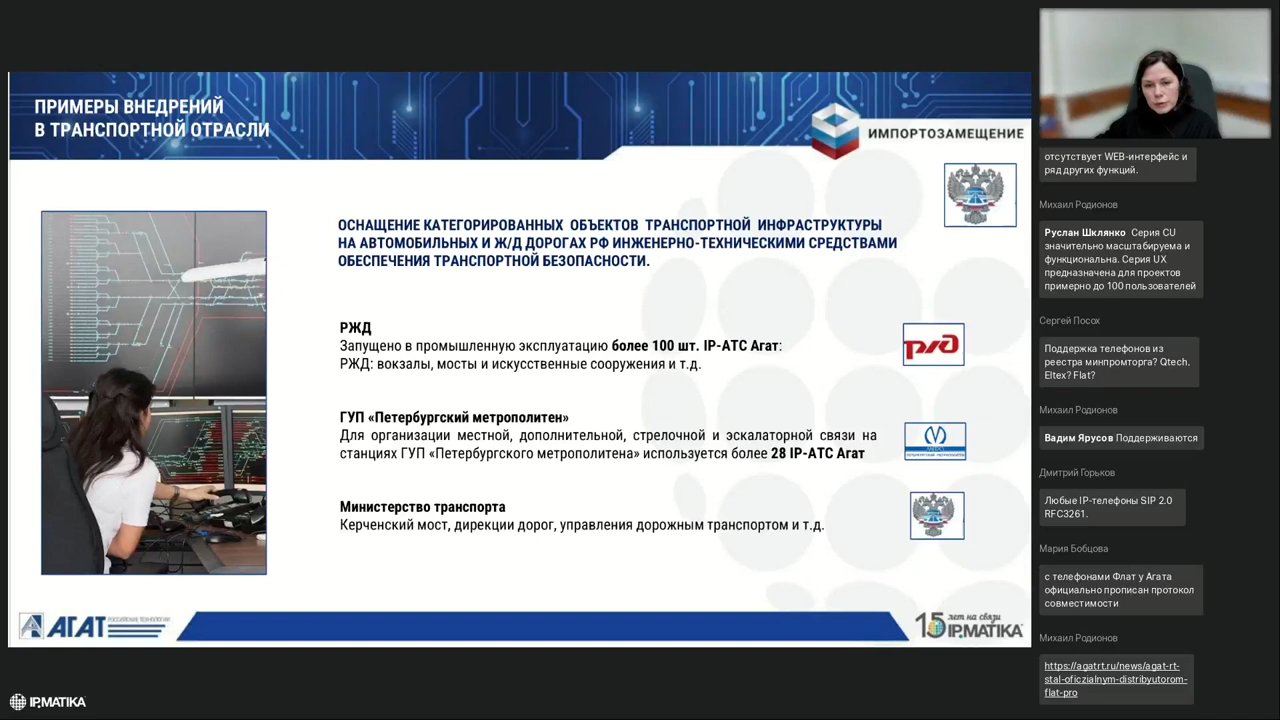 ПРИМЕРЫ ВНЕДРЕНИЙ
В ТРАНСПОРТНОЙ ОТРАСЛИ
ИМПОРТОЗАМЕЩЕНИЕ
ОСНАЩЕНИЕ КАТЕГОРИРОВАННЫХ ОБЪЕКТОВ ТРАНСПОРТНОЙ ИНФРАСТРУКТУРЫ
НА АВТОМОБИЛЬНЫХ И Ж/Д ДОРОГАХ РФ ИНЖЕНЕРНО-ТЕХНИЧЕСКИМИ СРЕДСТВАМИ
ОБЕСПЕЧЕНИЯ ТРАНСПОРТНОЙ БЕЗОПАСНОСТИ.
РЖД
Запущено в промышленную эксплуатацию более 100 шт. IP-АТС Агат:
РЖД: вокзалы, мосты и искусственные сооружения и т.д.
ржд
ГУП «Петербургский метрополитен»
Для организации местной, дополнительной, стрелочной и эскалаторной связи на
станциях ГУП «Петербургского метрополитена» используется более 28 IP-АТС Агат
Министерство транспорта
Керченский мост, дирекции дорог, управления дорожным транспортом и т.д.
АГАТ
РОССИЙСКИЕ ТЕХНОЛОГИИ
15 лет на связи
IPMATIKA
IPMATIKA
отсутствует WEB-интерфейс и
ряд других функций.
Михаил Родионов
Руслан Шклянко Серия CU
значительно масштабируема и
функциональна. Серия UX
предназначена для проектов
примерно до 100 пользователей
Сергей Посох
Поддержка телефонов из
реестра минпромторга? Qtech,
Eltex? Flat?
Михаил Родионов
Вадим Ярусов Поддерживаются
Дмитрий Горьков
Любые IP-телефоны SIP 2.0
RFC3261.
Мария Бобцова
с телефонами Флат у Агата
официально прописан протокол
совместимости
Михаил Родионов
https://agatrt.ru/news/agat-rt-
stal-oficzialnym-distribyutorom-
flat-pro